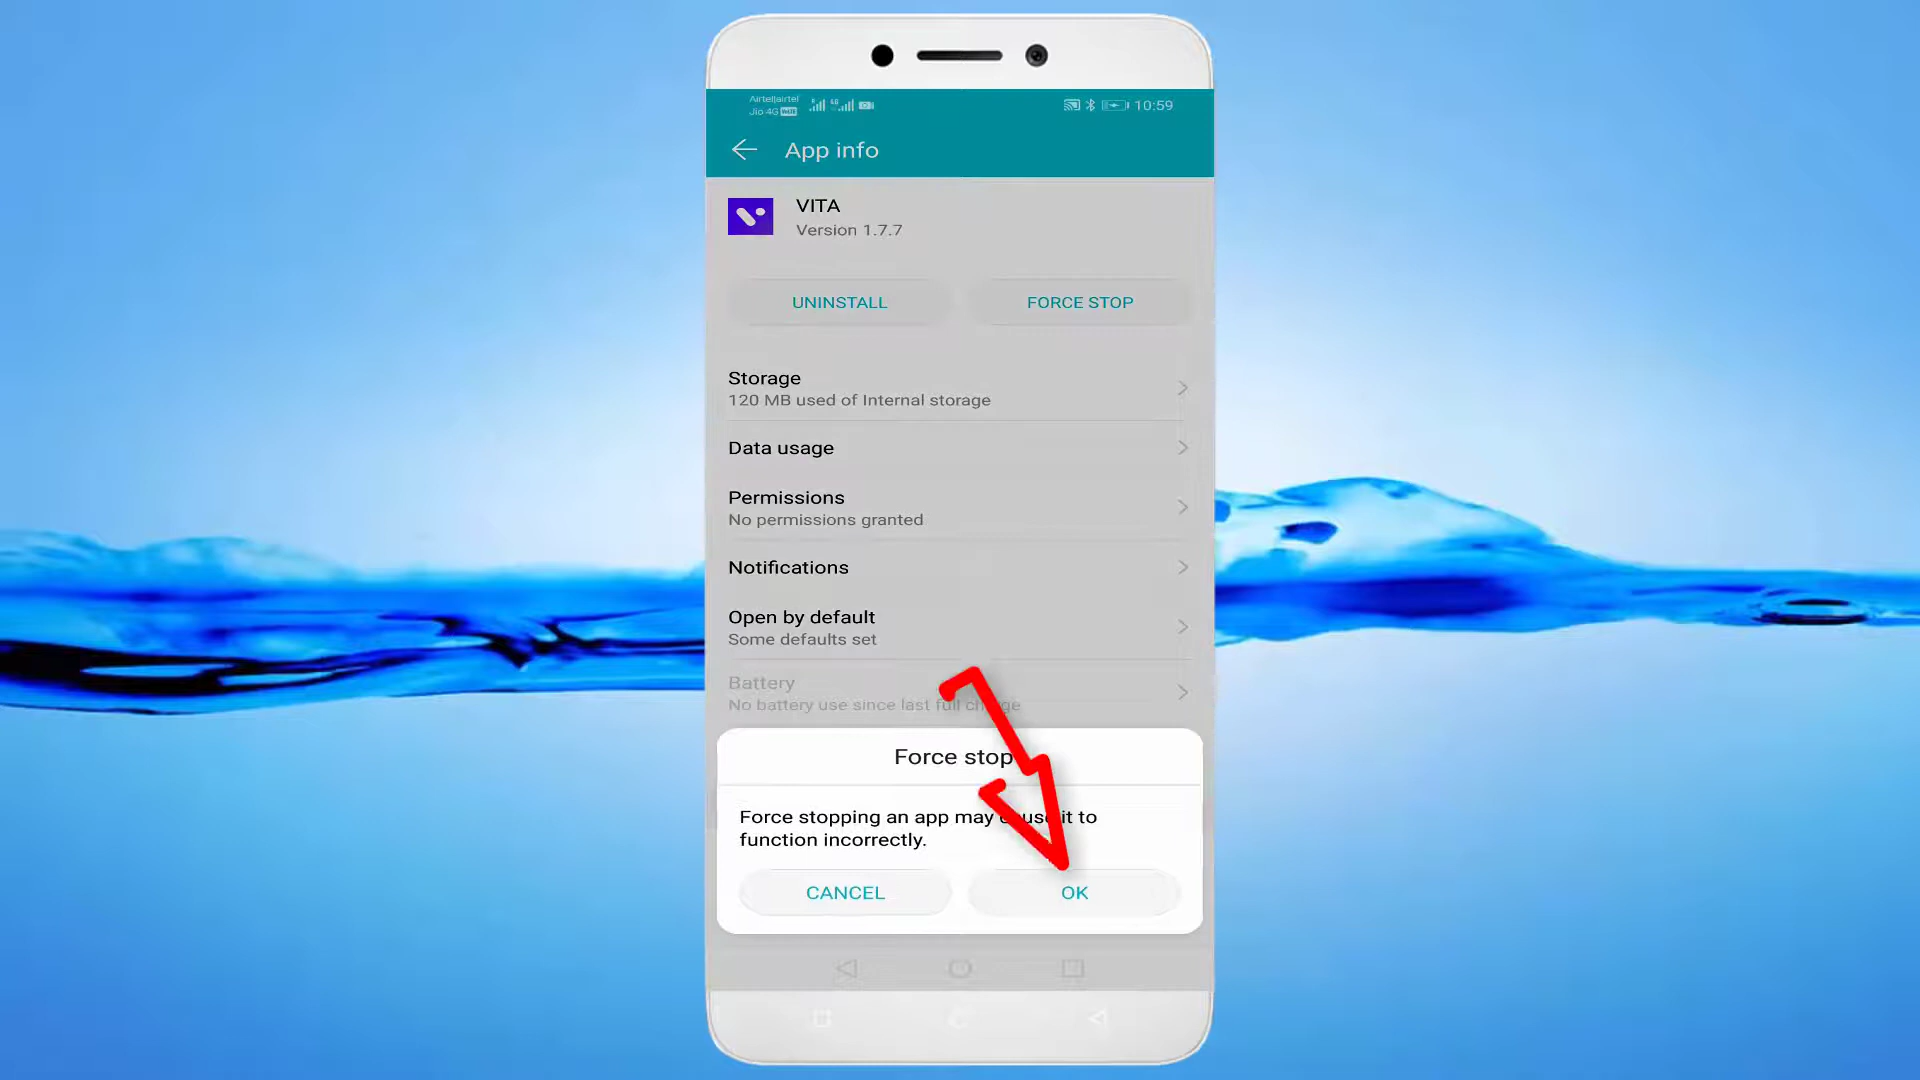 Airtel|airtel
Jio 4G
10:59
App info
VITA
Version 1.7.7
UNINSTALL
FORCE STOP
Storage
120 MB used of Internal storage
Data usage
Permissions
No permissions granted
Notifications
Open by default
Some defaults set
Battery
No battery use since last full charge
Force stop
Force stopping an app may cause it to
function incorrectly.
CANCEL
OK